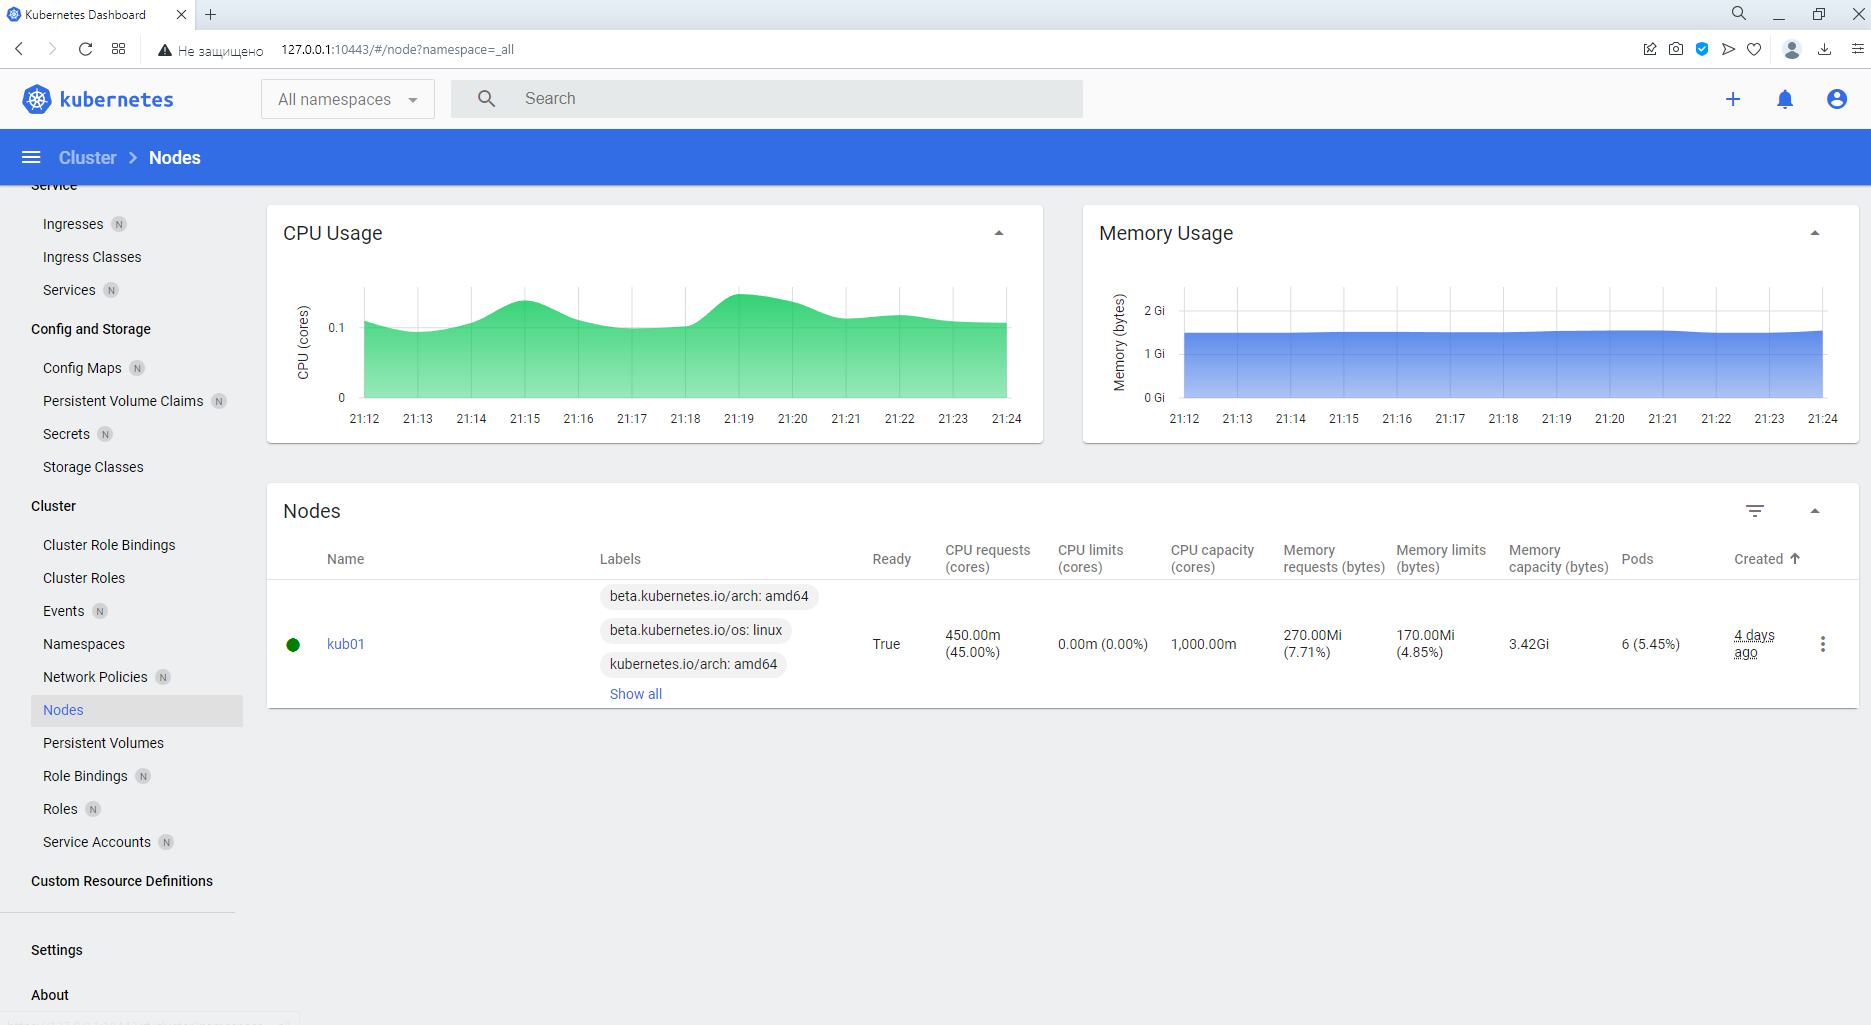 Kubernetes Dashboard
Не защищено 127.0.0.1:10443/#/node?namespace=_all
kubernetes
All namespaces
Search
Cluster
Nodes
Service
Ingresses N
Ingress Classes
Services N
Config and Storage
Config Maps N
Persistent Volume Claims N
Secrets N
Storage Classes
Cluster
Cluster Role Bindings
Cluster Roles
Events N
Namespaces
Network Policies N
Nodes
Persistent Volumes
Role Bindings N
Roles N
Service Accounts N
Custom Resource Definitions
Settings
About
CPU Usage
CPU (cores)
0.1
0
21:12 21:13 21:14 21:15 21:16 21:17 21:18 21:19 21:20 21:21 21:22 21:23 21:24
Memory Usage
Memory (bytes)
2 Gi
1 Gi
0 Gi
21:12 21:13 21:14 21:15 21:16 21:17 21:18 21:19 21:20 21:21 21:22 21:23 21:24
Nodes
Name
Labels
Ready
CPU requests
(cores)
CPU limits
(cores)
CPU capacity
(cores)
Memory
requests (bytes)
Memory limits
(bytes)
Memory
capacity (bytes)
Pods
Created
kub01
beta.kubernetes.io/arch: amd64
beta.kubernetes.io/os: linux
kubernetes.io/arch: amd64
Show all
True
450.00m
(45.00%)
0.00m (0.00%)
1,000.00m
270.00Mi
(7.71%)
170.00Mi
(4.85%)
3.42Gi
6 (5.45%)
4 days
ago